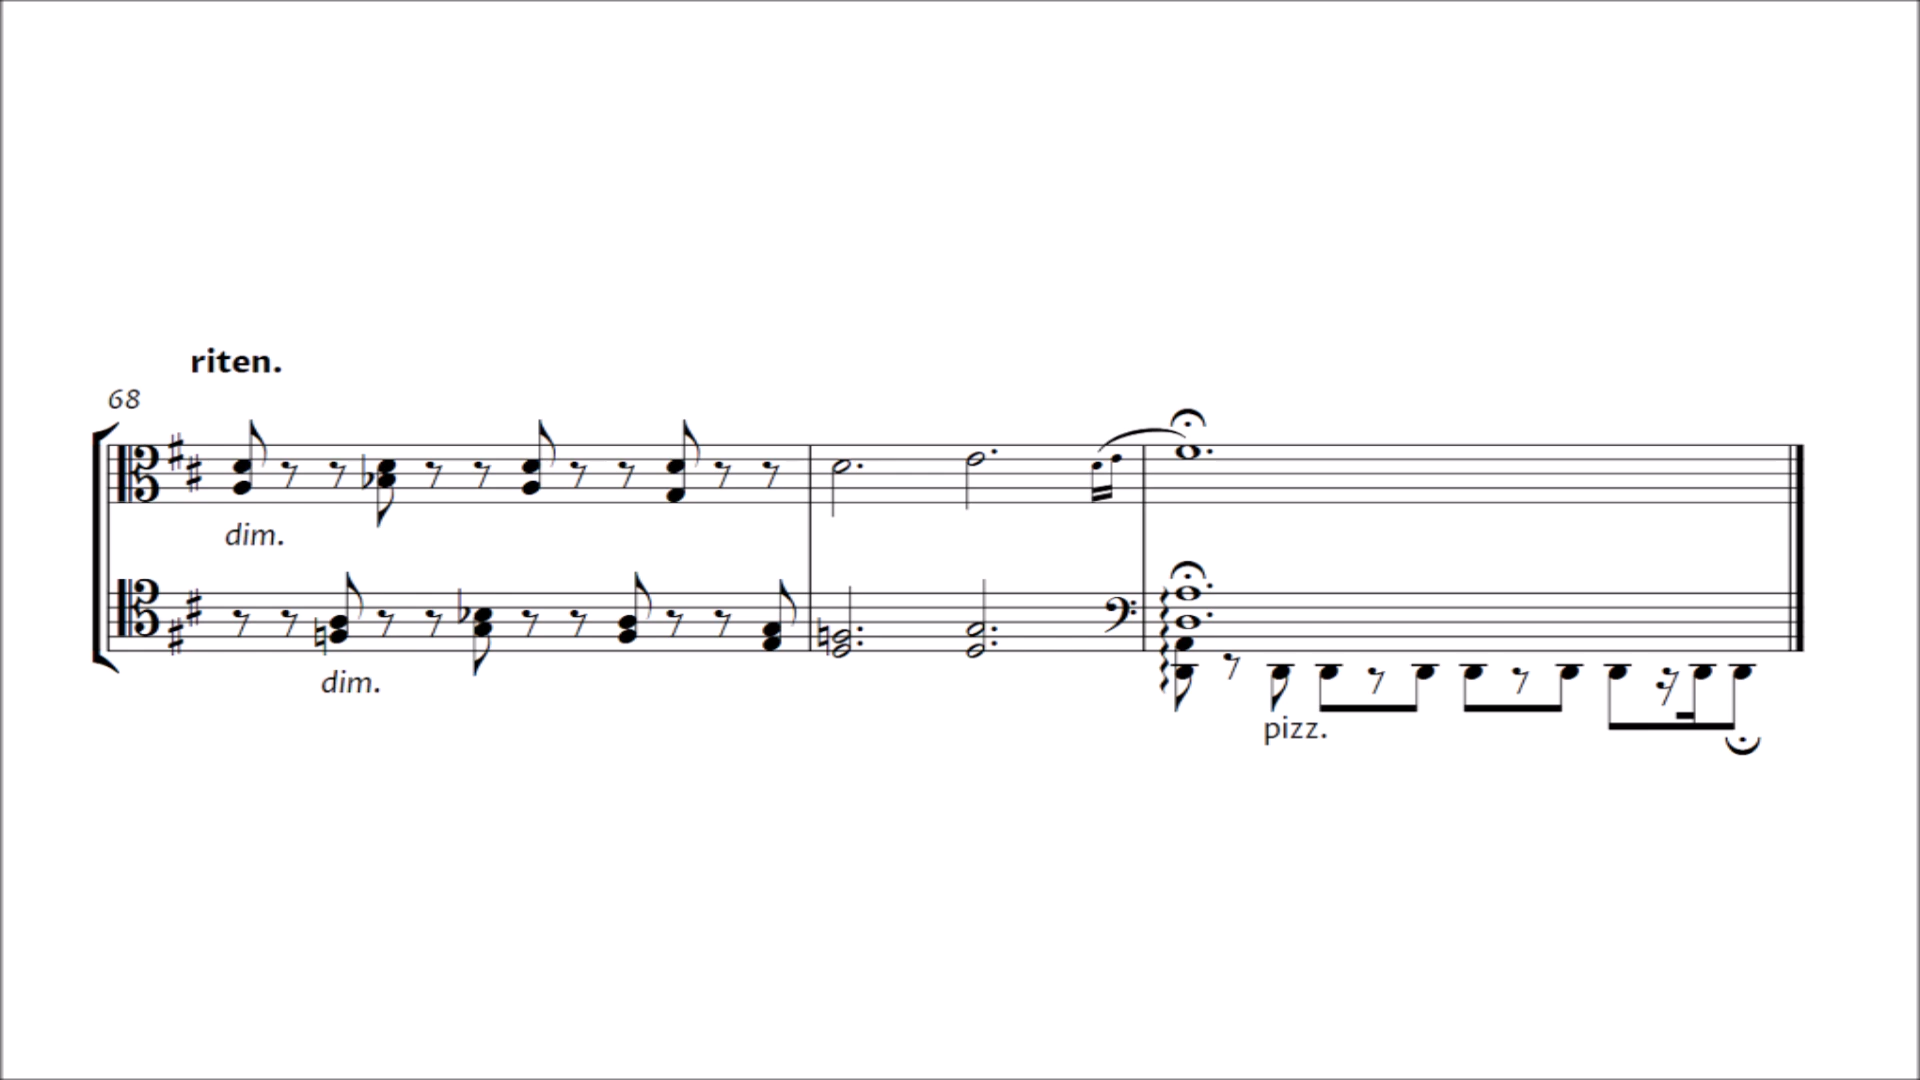 riten.
68
dim.
dim.
pizz.